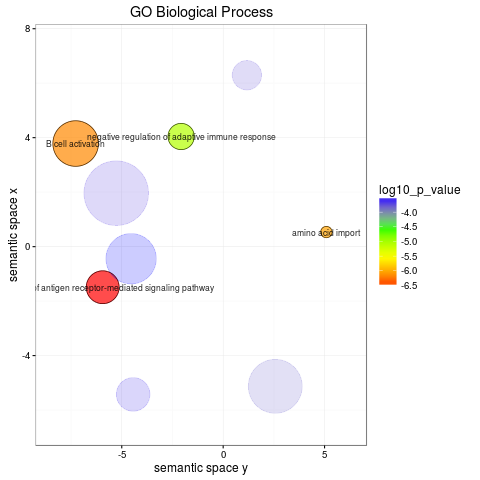 GO Biological Process
8
4
0
-4
-5
0
5
semantic space x
semantic space y
negative regulation of adaptive immune response
B cell activation
amino acid import
of antigen receptor-mediated signaling pathway
log10_p_value
-4.0
-4.5
-5.0
-5.5
-6.0
-6.5